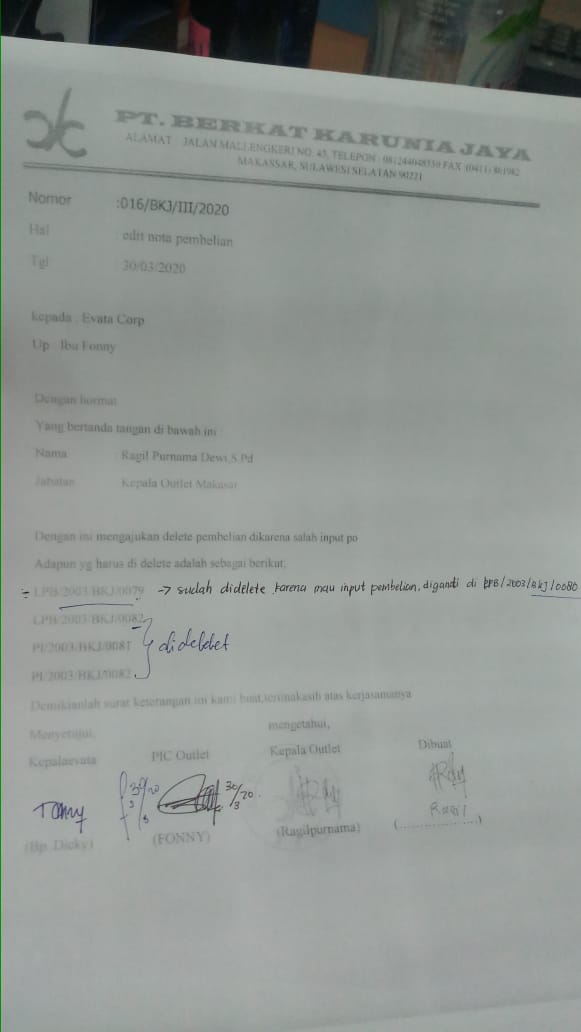 PT. BERKAT KARUNIA JAYA
ALAMAT : JALAN MALLENGKERI NO. 43, TELEPON : 081244048550 FAX :(0411) 861982
MAKASSAR, SULAWESI SELATAN 90221
Nomor :016/BKJ/III/2020
Hal : edit nota pembelian
Tgl : 30/03/2020
kepada : Evata Corp
Up : Ibu Fonny
Dengan hormat
Yang bertanda tangan di bawah ini :
Nama : Ragil Purnama Dewi,S.Pd
Jabatan : Kepala Outlet Makasar
Dengan ini mengajukan delete pembelian dikarena salah input po
Adapun yg harus di delete adalah sebagai berikut:
- LPB/2003/BKJ/0079 -> sudah didelete karena mau input pembelian, diganti di LPB/2003/BKJ/0080
LPB/2003/BKJ/0082
PI/2003/BKJ/0081 didelet
PI/2003/BKJ/0082
Demikianlah surat keterangan ini kami buat,terimakasih atas kerjasamanya
Menyetujui, mengetahui,
Kepalaevata PIC Outlet Kepala Outlet Dibuat
30/3 20 30/3 20.
Ragil
(Bp. Dicky) (FONNY) (Ragilpurnama) (..................)